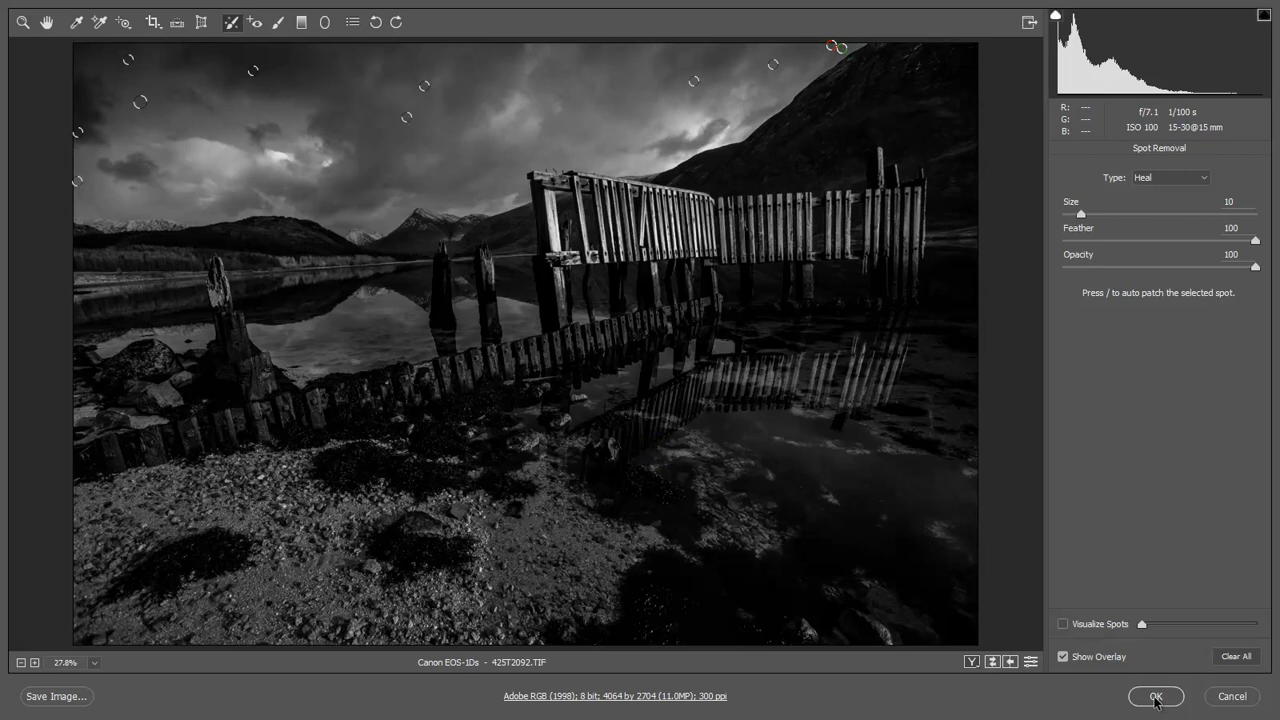 R: ---
G: ---
B: ---
f/7.1 1/100 s
ISO 100 15-30@15 mm
Spot Removal
Type: Heal
Size 10
Feather 100
Opacity 100
Press / to auto patch the selected spot.
Visualize Spots
Show Overlay Clear All
27.8% Canon EOS-1Ds - 425T2092.TIF Y
Save Image... Adobe RGB (1998); 8 bit; 4064 by 2704 (11.0MP); 300 ppi OK Cancel